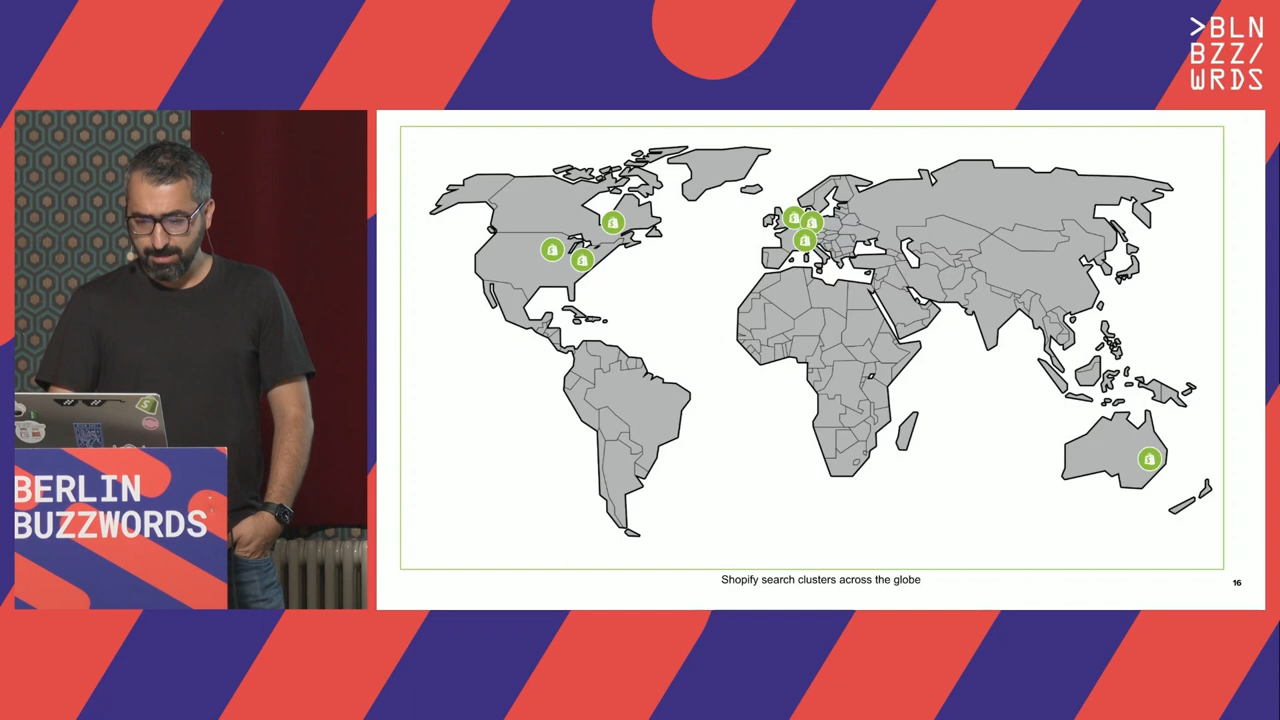 >BLN
BZZ/
WRDS
BERLIN
BUZZWORDS
Shopify search clusters across the globe
16